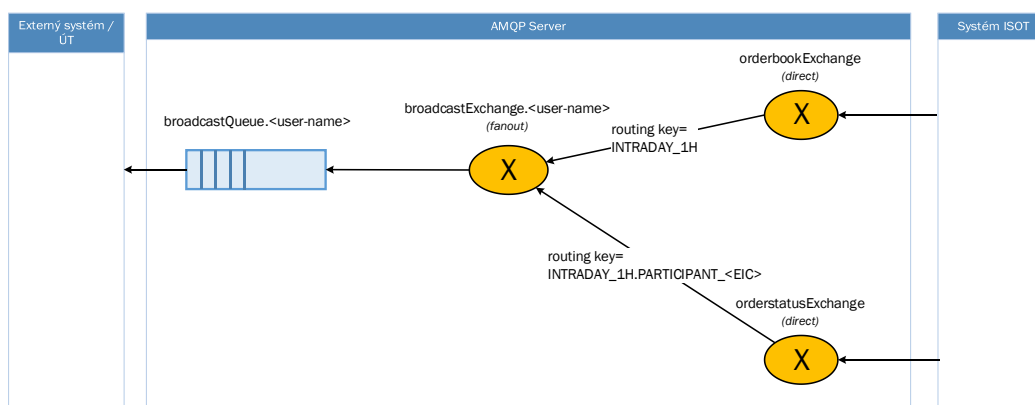 Externý systém /
ÚT
AMQP Server
Systém ISOT
orderbookExchange
(direct)
X
broadcastExchange.<user-name>
(fanout)
broadcastQueue.<user-name>
routing key=
INTRADAY_1H
X
routing key=
INTRADAY_1H.PARTICIPANT_<EIC>
orderstatusExchange
(direct)
X